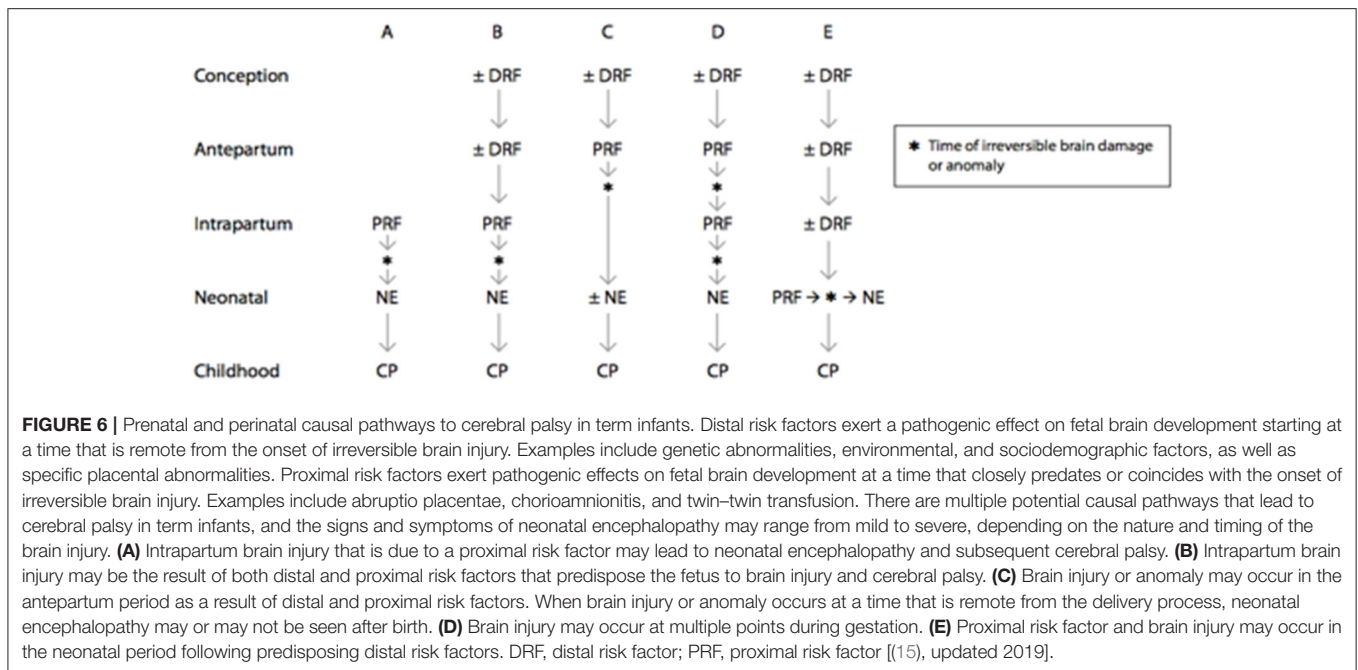 A B C D E
Conception ± DRF ± DRF ± DRF ± DRF
Antepartum ± DRF PRF PRF ± DRF
* Time of irreversible brain damage
or anomaly
*
*
Intrapartum PRF PRF PRF ± DRF
* * *
Neonatal NE NE ± NE NE PRF → * → NE
Childhood CP CP CP CP CP
FIGURE 6 | Prenatal and perinatal causal pathways to cerebral palsy in term infants. Distal risk factors exert a pathogenic effect on fetal brain development starting at
a time that is remote from the onset of irreversible brain injury. Examples include genetic abnormalities, environmental, and sociodemographic factors, as well as
specific placental abnormalities. Proximal risk factors exert pathogenic effects on fetal brain development at a time that closely predates or coincides with the onset of
irreversible brain injury. Examples include abruptio placentae, chorioamnionitis, and twin–twin transfusion. There are multiple potential causal pathways that lead to
cerebral palsy in term infants, and the signs and symptoms of neonatal encephalopathy may range from mild to severe, depending on the nature and timing of the
brain injury. (A) Intrapartum brain injury that is due to a proximal risk factor may lead to neonatal encephalopathy and subsequent cerebral palsy. (B) Intrapartum brain
injury may be the result of both distal and proximal risk factors that predispose the fetus to brain injury and cerebral palsy. (C) Brain injury or anomaly may occur in the
antepartum period as a result of distal and proximal risk factors. When brain injury or anomaly occurs at a time that is remote from the delivery process, neonatal
encephalopathy may or may not be seen after birth. (D) Brain injury may occur at multiple points during gestation. (E) Proximal risk factor and brain injury may occur in
the neonatal period following predisposing distal risk factors. DRF, distal risk factor; PRF, proximal risk factor [(15), updated 2019].